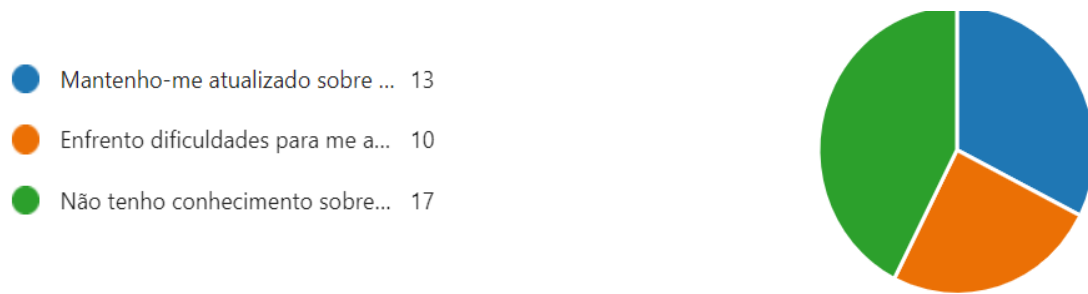 Mantenho-me atualizado sobre ... 13
Enfrento dificuldades para me a... 10
Não tenho conhecimento sobre... 17